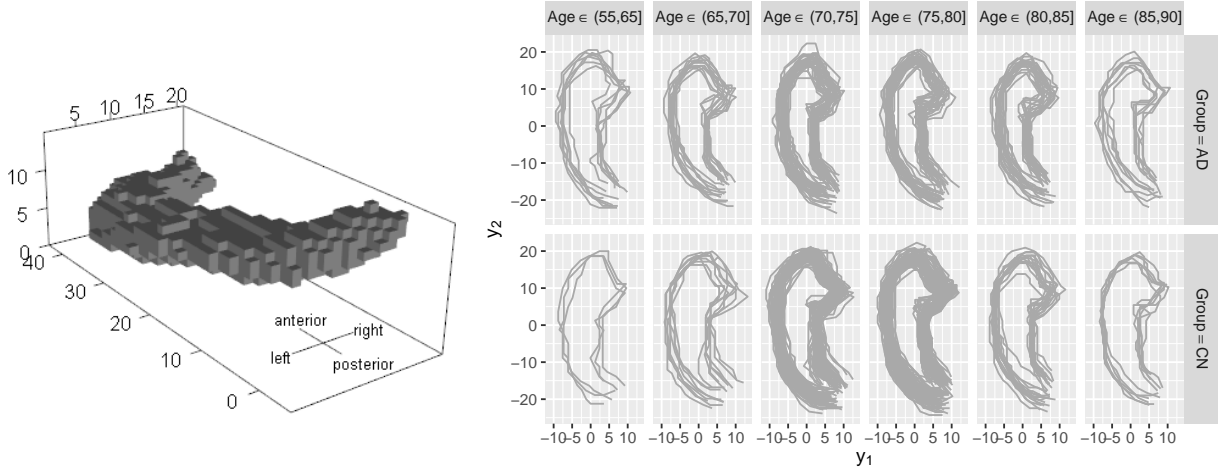 5 10 15 20
10
5
0
40
30
20
10
0
anterior
right
left
posterior
Age ∈ (55,65] Age ∈ (65,70] Age ∈ (70,75] Age ∈ (75,80] Age ∈ (80,85] Age ∈ (85,90]
20
10
0
−10
−20
Group = AD
y₂
20
10
0
−10
−20
Group = CN
−10−5 0 5 10 −10−5 0 5 10 −10−5 0 5 10 −10−5 0 5 10 −10−5 0 5 10 −10−5 0 5 10
y₁